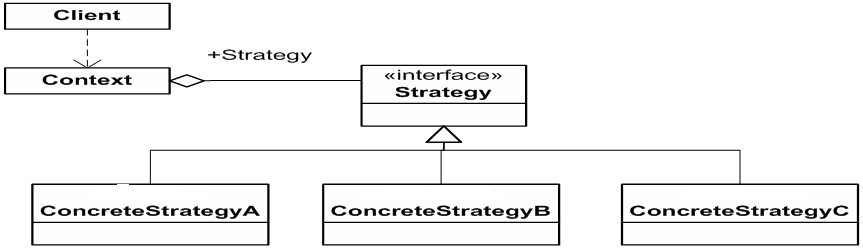 Client
+Strategy
Context
«interface»
Strategy
ConcreteStrategyA
ConcreteStrategyB
ConcreteStrategyC